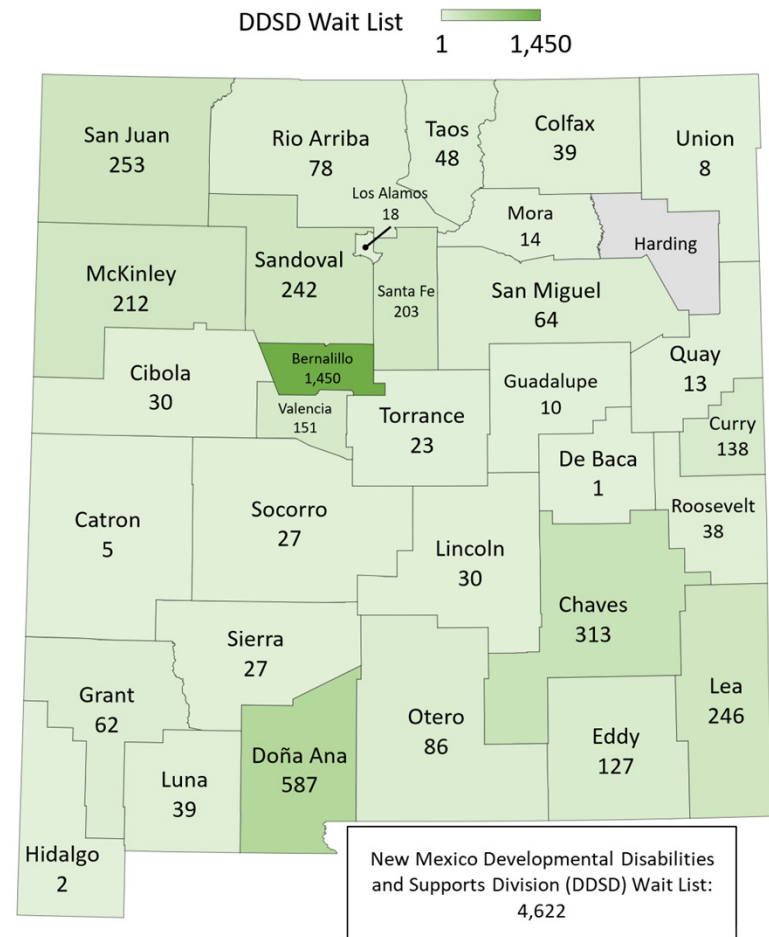 DDSD Wait List
1 1,450
San Juan
253
Rio Arriba
78
Taos
48
Colfax
39
Union
8
Los Alamos
18
Mora
14
Harding
McKinley
212
Sandoval
242
Santa Fe
203
San Miguel
64
Bernalillo
1,450
Cibola
30
Valencia
151
Torrance
23
Guadalupe
10
Quay
13
Curry
138
De Baca
1
Roosevelt
38
Catron
5
Socorro
27
Lincoln
30
Chaves
313
Sierra
27
Grant
62
Otero
86
Lea
246
Eddy
127
Doña Ana
587
Luna
39
Hidalgo
2
New Mexico Developmental Disabilities
and Supports Division (DDSD) Wait List:
4,622